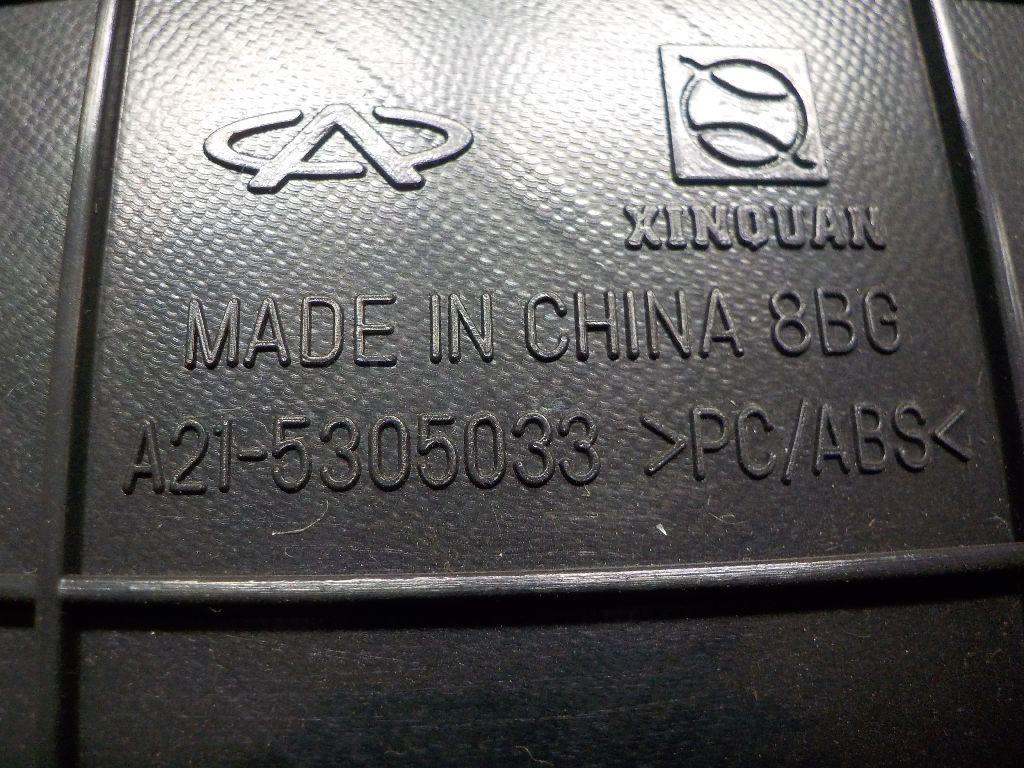 XINQUAN
MADE IN CHINA 8BG
A21-5305033 >PC/ABS<